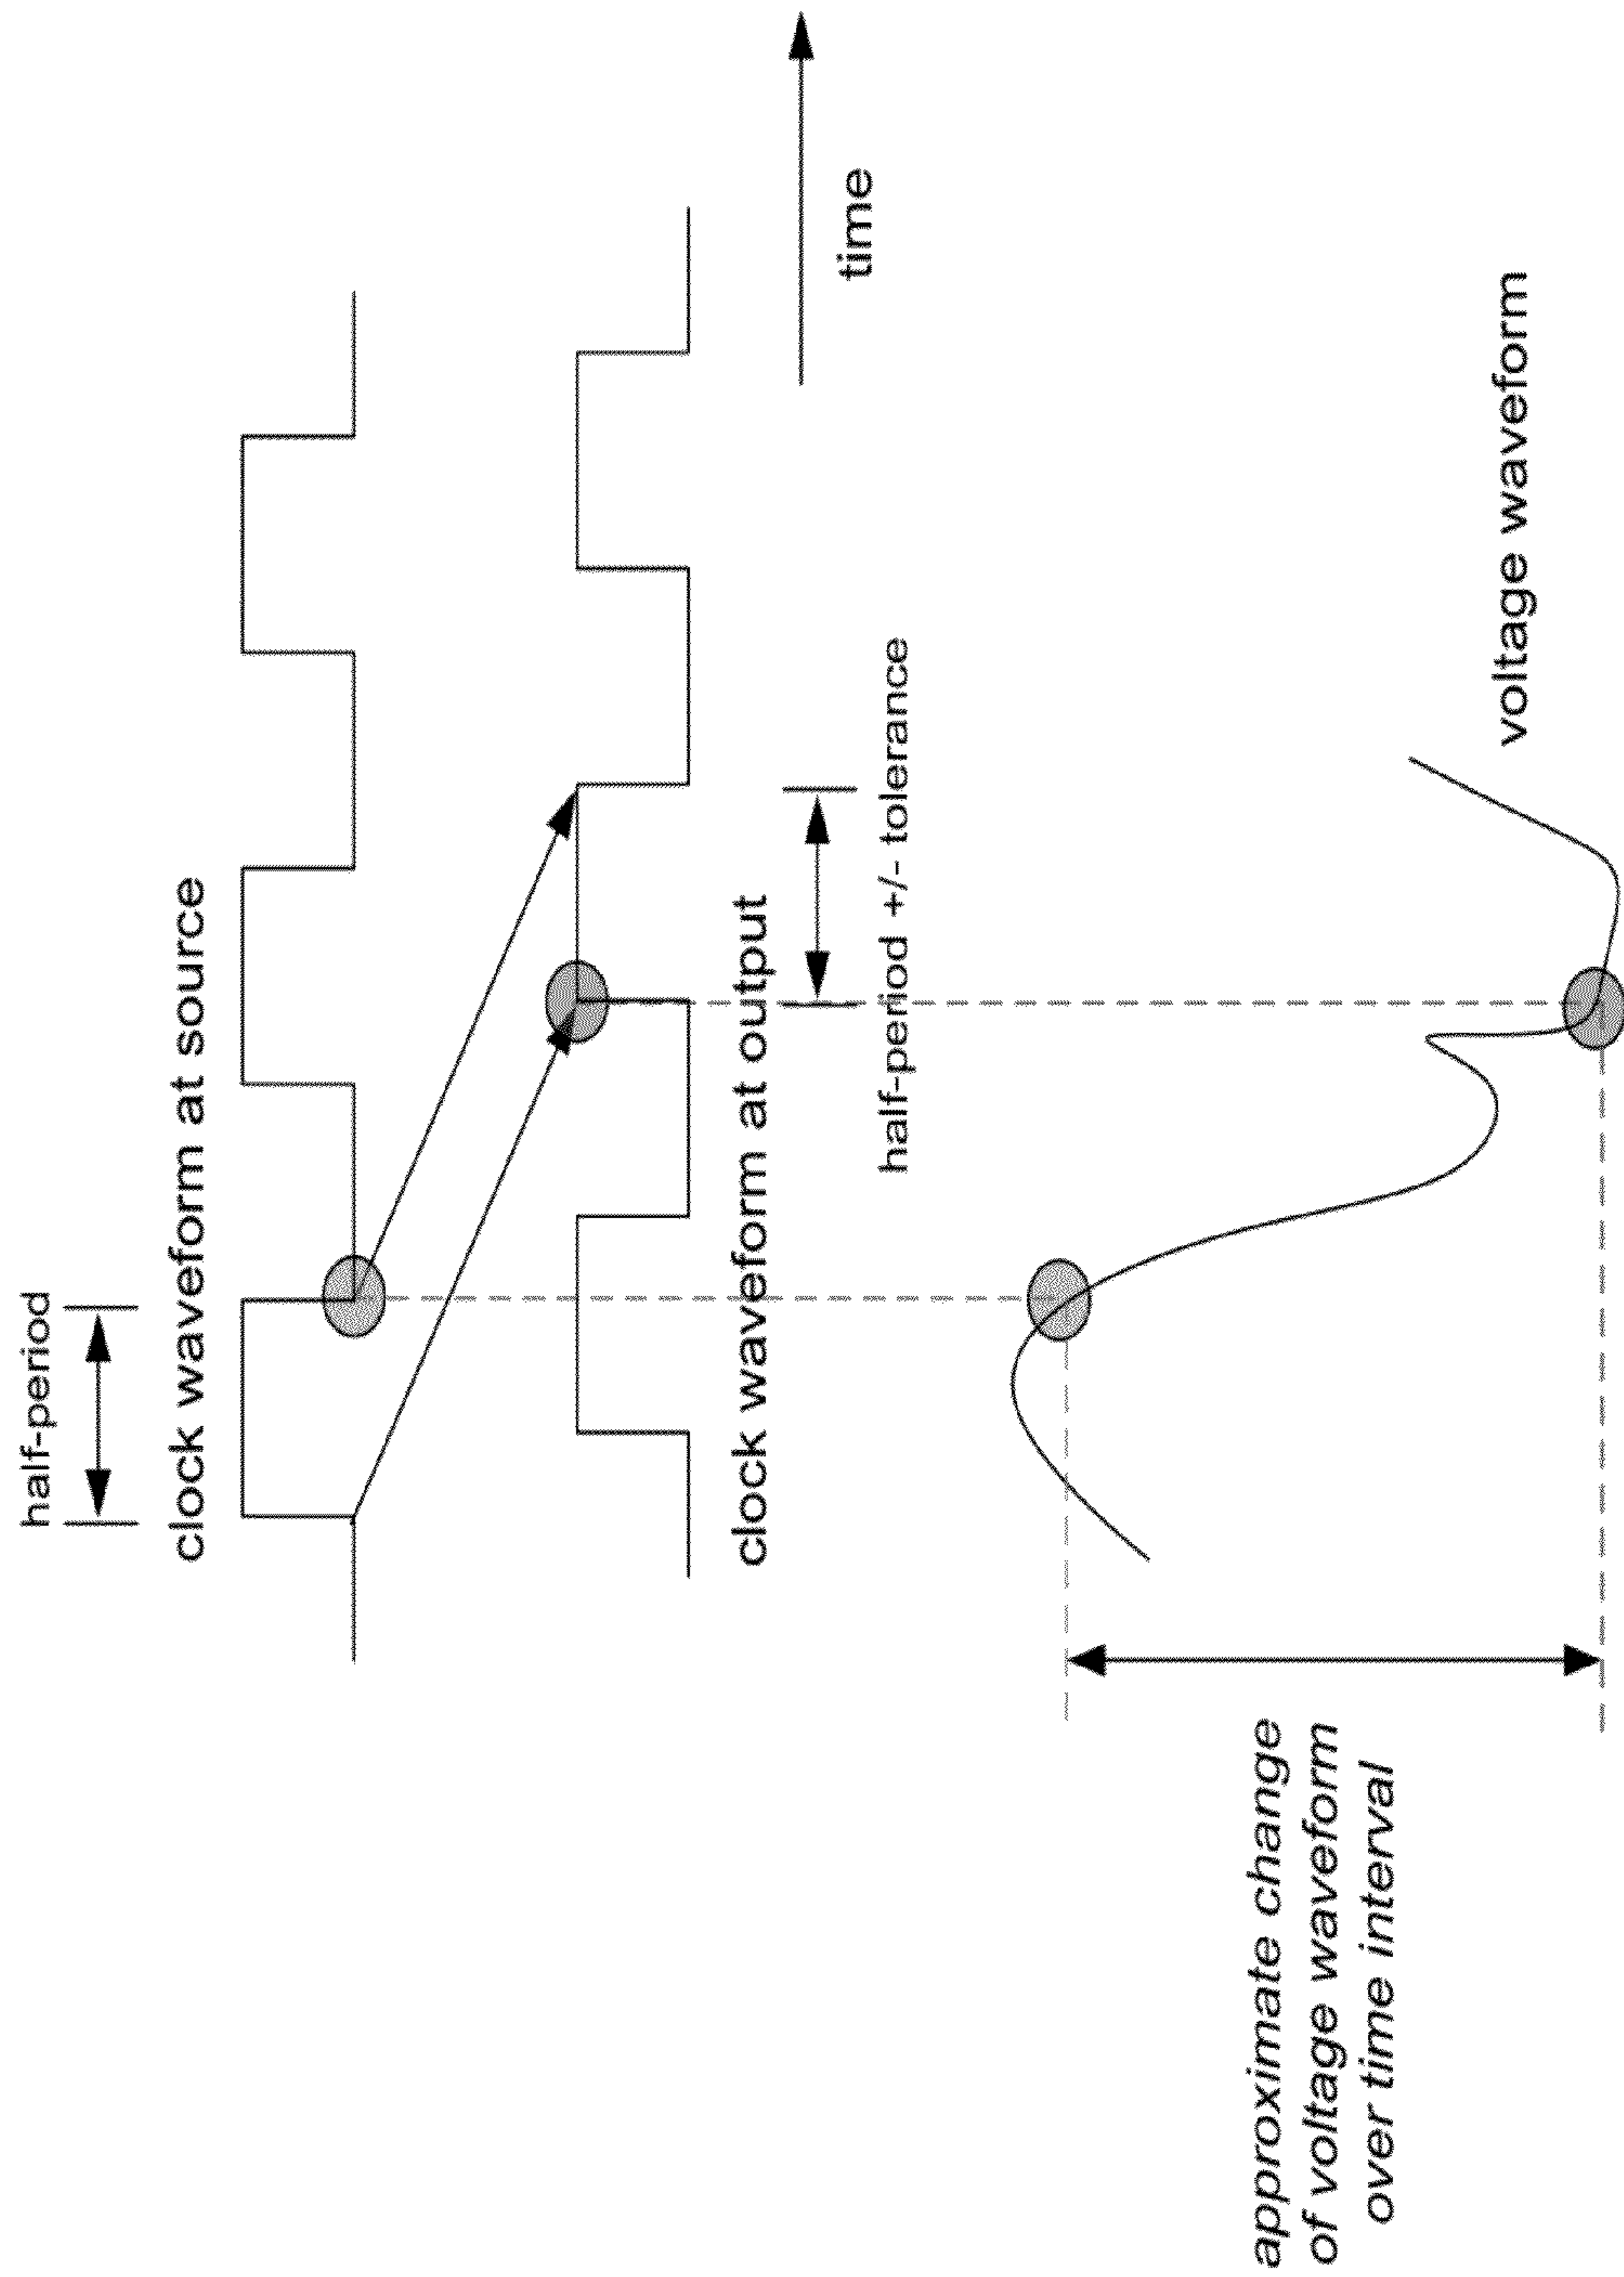 half-period
clock waveform at source
clock waveform at output
time
half-period +/- tolerance
voltage waveform
approximate change
of voltage waveform
over time interval